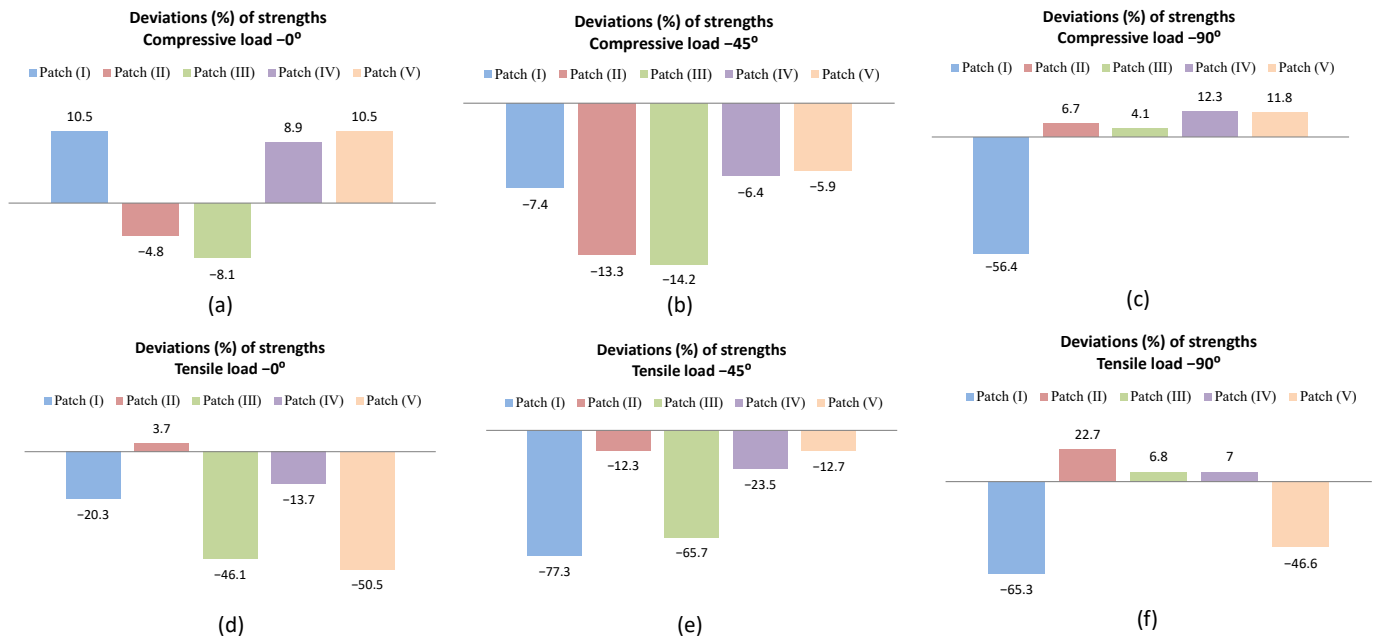 Deviations (%) of strengths
Compressive load −0⁰
Patch (I) Patch (II) Patch (III) Patch (IV) Patch (V)
10.5
−4.8
−8.1
8.9
10.5
(a)
Deviations (%) of strengths
Compressive load −45⁰
Patch (I) Patch (II) Patch (III) Patch (IV) Patch (V)
−7.4
−13.3
−14.2
−6.4
−5.9
(b)
Deviations (%) of strengths
Compressive load −90⁰
Patch (I) Patch (II) Patch (III) Patch (IV) Patch (V)
−56.4
6.7
4.1
12.3
11.8
(c)
Deviations (%) of strengths
Tensile load −0⁰
Patch (I) Patch (II) Patch (III) Patch (IV) Patch (V)
−20.3
3.7
−46.1
−13.7
−50.5
(d)
Deviations (%) of strengths
Tensile load −45⁰
Patch (I) Patch (II) Patch (III) Patch (IV) Patch (V)
−77.3
−12.3
−65.7
−23.5
−12.7
(e)
Deviations (%) of strengths
Tensile load −90⁰
Patch (I) Patch (II) Patch (III) Patch (IV) Patch (V)
−65.3
22.7
6.8
7
−46.6
(f)